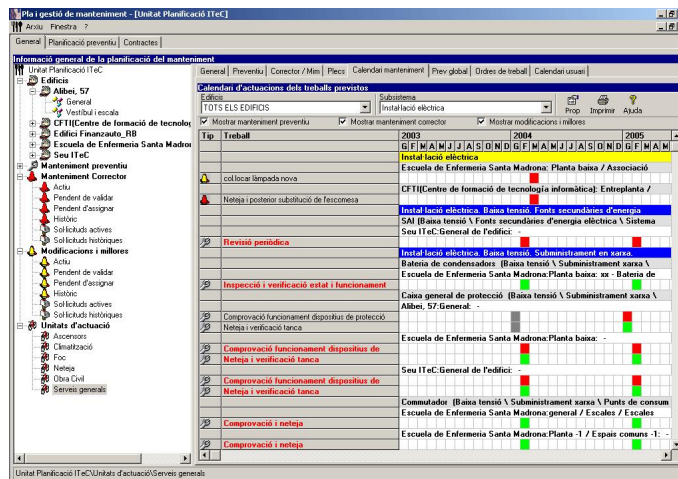 Pla i gestió de manteniment - [Unitat Planificació ITeC]
Arxiu Finestra ?
General Planificació preventiu Contractes
Informació general de la planificació del manteniment
Unitat Planificació ITeC
Edificis
Alibei, 57
General
Vestíbul i escala
CFTI(Centre de formació de tecnolog
Edifici Finanzauto_RB
Escuela de Enfermeria Santa Madror
Seu ITeC
Manteniment preventiu
Manteniment Corrector
Actiu
Pendent de validar
Pendent d'assignar
Històric
Sol·licituds actives
Sol·licituds històriques
Modificacions i millores
Actiu
Pendent de validar
Pendent d'assignar
Històric
Sol·licituds actives
Sol·licituds històriques
Unitats d'actuació
Ascensors
Climatització
Foc
Neteja
Obra Civil
Serveis generals
General Preventiu Corrector / Mim Plecs Calendari manteniment Prev global Ordres de treball Calendari usuari
Calendari d'actuacions dels treballs previstos
Edificis Subsistema
TOTS ELS EDIFICIS Instal·lació elèctrica Prop Imprimir Ajuda
Mostrar manteniment preventiu Mostrar manteniment corrector Mostrar modificacions i millores
Tip Treball 2003 2004 2005
G F M A M J J A S O N D G F M A M J J A S O N D G F M A M
Instal·lació elèctrica
Escuela de Enfermeria Santa Madrona: Planta baixa / Associació
col.locar làmpada nova
CFTI(Centre de formació de tecnologia informàtica): Entreplanta /
Neteja i posterior substitució de l'escomesa
Instal·lació elèctrica. Baixa tensió. Fonts secundàries d'energia
SAI (Baixa tensió \ Fonts secundàries d'energia elèctrica \ Sistema
Seu ITeC:General de l'edifici: -
Revisió periòdica
Instal·lació elèctrica. Baixa tensió. Subministrament en xarxa.
Bateria de condensadors (Baixa tensió \ Subministrament xarxa \
Escuela de Enfermeria Santa Madrona:Planta baixa: xx - Bateria de
Inspecció i verificació estat i funcionament
Caixa general de protecció (Baixa tensió \ Subministrament xarxa \
Alibei, 57:General: -
Comprovació funcionament dispositius de protecció
Neteja i verificació tanca
Escuela de Enfermeria Santa Madrona:Planta baixa: -
Comprovació funcionament dispositius de
Neteja i verificació tanca
Seu ITeC:General de l'edifici: -
Comprovació funcionament dispositius de
Neteja i verificació tanca
Commutador (Baixa tensió \ Subministrament xarxa \ Punts de consum
Escuela de Enfermeria Santa Madrona:general / Escales / Escales
Comprovació i neteja
Escuela de Enfermeria Santa Madrona:Planta -1 / Espais comuns -1: -
Comprovació i neteja
Unitat Planificació ITeC\Unitats d'actuació\Serveis generals